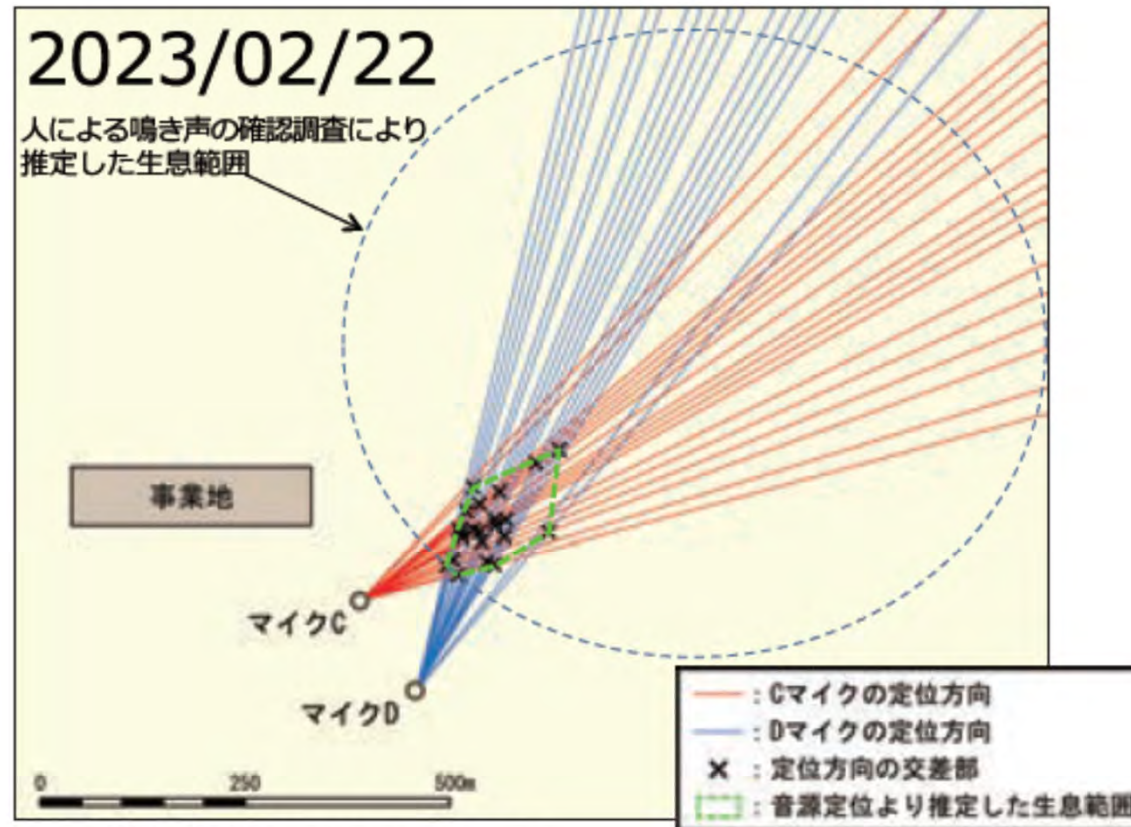 2023/02/22
人による鳴き声の確認調査により
推定した生息範囲
事業地
マイクC
マイクD
0 250 500m
: Cマイクの定位方向
: Dマイクの定位方向
: 定位方向の交差部
: 音源定位より推定した生息範囲